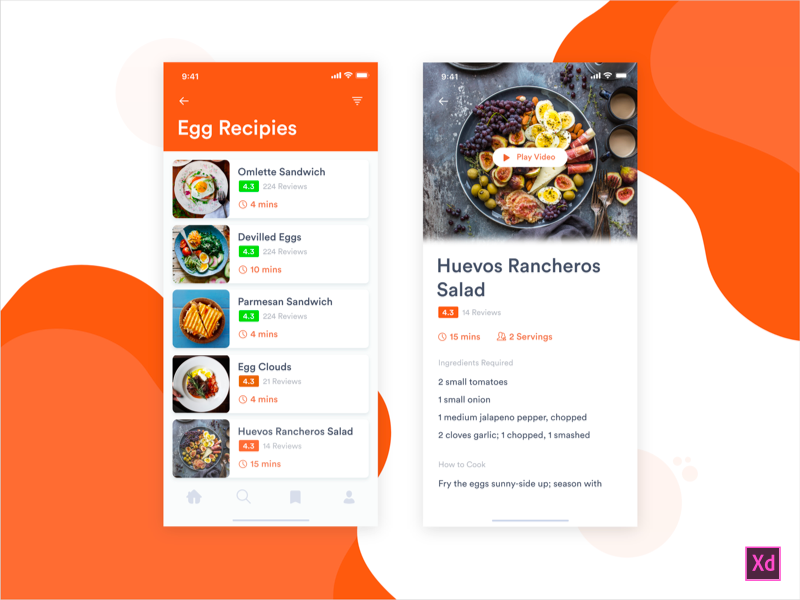 9:41
Egg Recipies
Omlette Sandwich
4.3 224 Reviews
4 mins
Devilled Eggs
4.3 224 Reviews
10 mins
Parmesan Sandwich
4.3 224 Reviews
4 mins
Egg Clouds
4.3 21 Reviews
4 mins
Huevos Rancheros Salad
4.3 14 Reviews
15 mins
9:41
Play Video
Huevos Rancheros
Salad
4.3 14 Reviews
15 mins 2 Servings
Ingredients Required
2 small tomatoes
1 small onion
1 medium jalapeno pepper, chopped
2 cloves garlic; 1 chopped, 1 smashed
How to Cook
Fry the eggs sunny-side up; season with
Xd